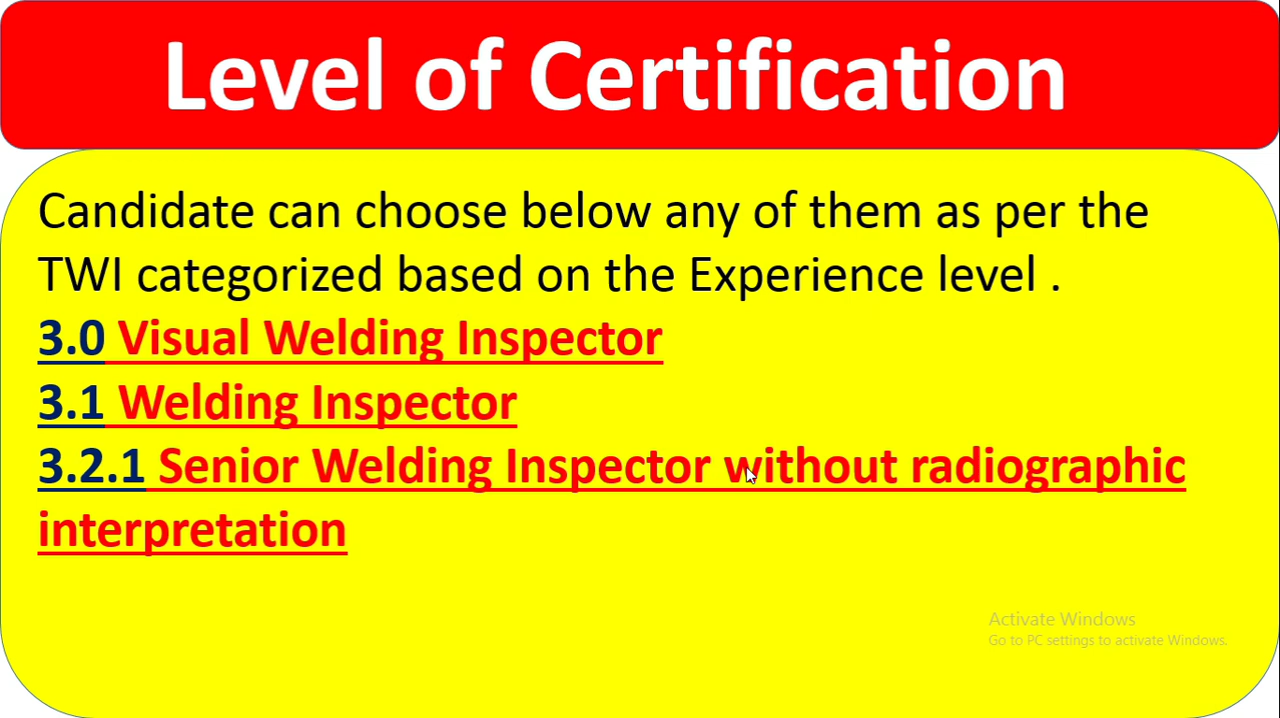 Level of Certification
Candidate can choose below any of them as per the
TWI categorized based on the Experience level .
3.0 Visual Welding Inspector
3.1 Welding Inspector
3.2.1 Senior Welding Inspector without radiographic
interpretation
Activate Windows
Go to PC settings to activate Windows.